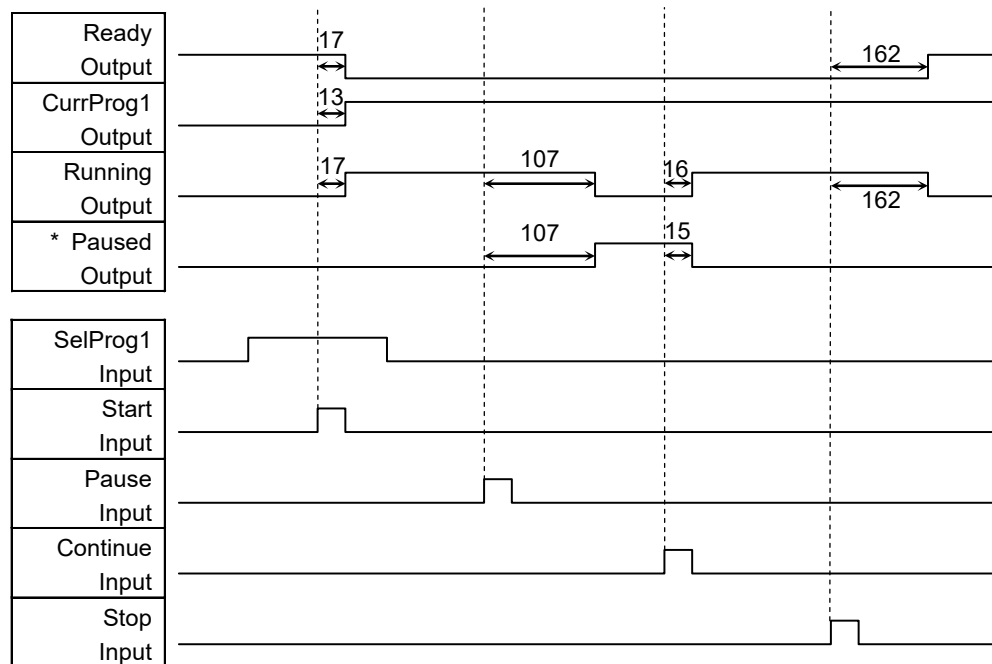 Ready
17
162
Output
CurrProg1
13
Output
Running
17
107
16
Output
162
* Paused
107
15
Output
SelProg1
Input
Start
Input
Pause
Input
Continue
Input
Stop
Input